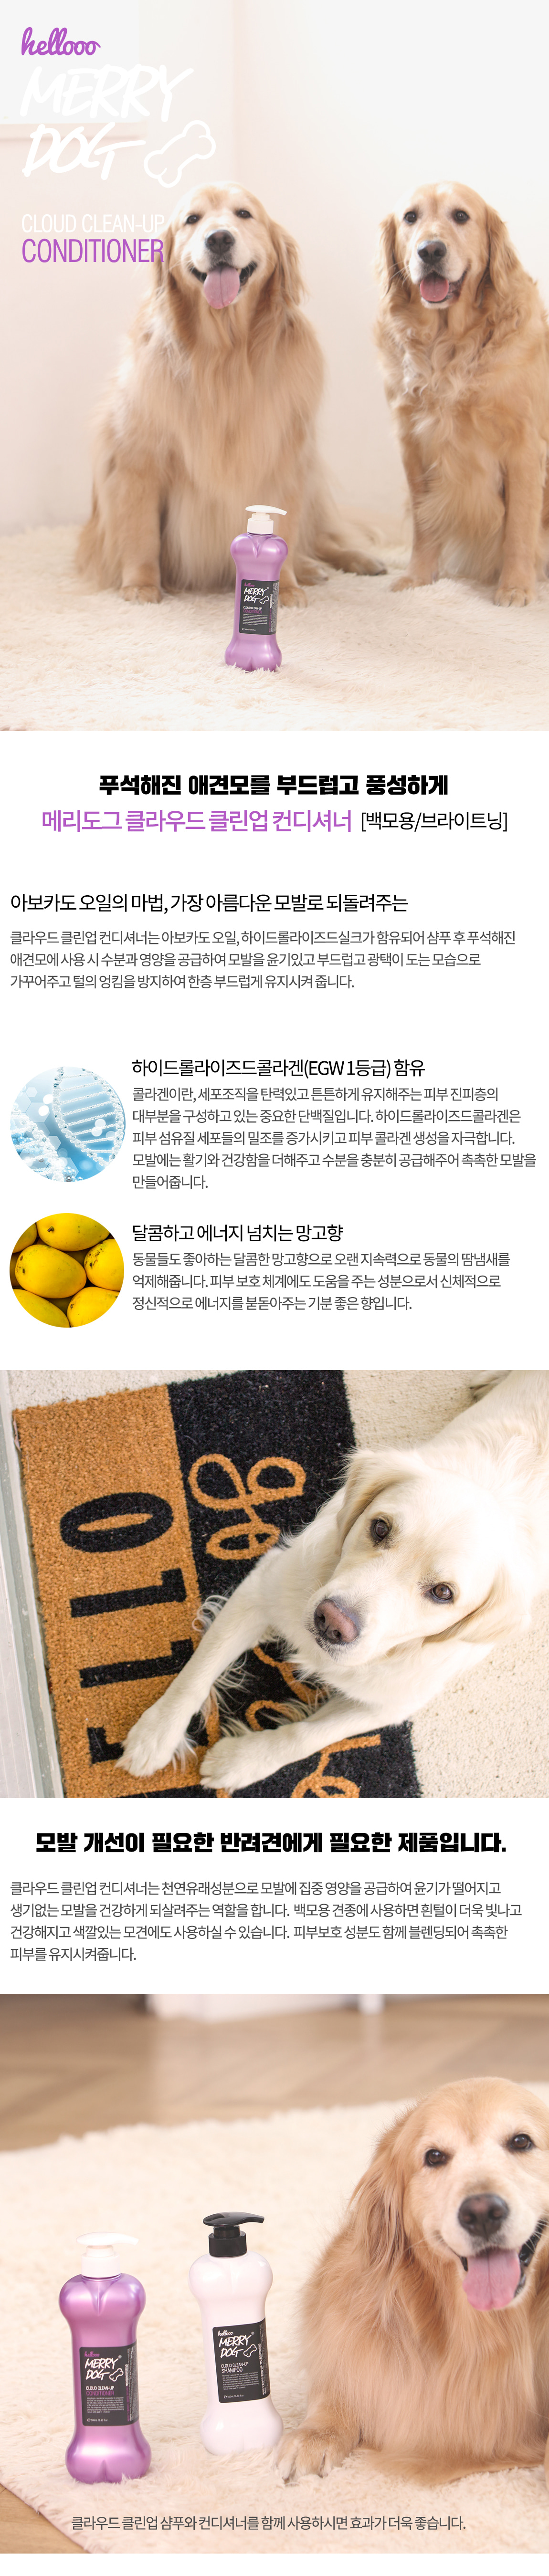 hellooo
MERRY
DOG
CLOUD CLEAN-UP
CONDITIONER
hellooo
MERRY
DOG
CLOUD CLEAN-UP
푸석해진 애견모를 부드럽고 풍성하게
메리도그 클라우드 클린업 컨디셔너 [백모용/브라이트닝]
아보카도 오일의 마법, 가장 아름다운 모발로 되돌려주는
클라우드 클린업 컨디셔너는 아보카도 오일, 하이드롤라이즈드실크가 함유되어 샴푸 후 푸석해진
애견모에 사용 시 수분과 영양을 공급하여 모발을 윤기있고 부드럽고 광택이 도는 모습으로
가꾸어주고 털의 엉킴을 방지하여 한층 부드럽게 유지시켜 줍니다.
하이드롤라이즈드콜라겐(EGW 1등급) 함유
콜라겐이란, 세포조직을 탄력있고 튼튼하게 유지해주는 피부 진피층의
대부분을 구성하고 있는 중요한 단백질입니다. 하이드롤라이즈드콜라겐은
피부 섬유질 세포들의 밀조를 증가시키고 피부 콜라겐 생성을 자극합니다.
모발에는 활기와 건강함을 더해주고 수분을 충분히 공급해주어 촉촉한 모발을
만들어줍니다.
달콤하고 에너지 넘치는 망고향
동물들도 좋아하는 달콤한 망고향으로 오랜 지속력으로 동물의 땀냄새를
억제해줍니다. 피부 보호 체계에도 도움을 주는 성분으로서 신체적으로
정신적으로 에너지를 붇돋아주는 기분 좋은 향입니다.
모발 개선이 필요한 반려견에게 필요한 제품입니다.
클라우드 클린업 컨디셔너는 천연유래성분으로 모발에 집중 영양을 공급하여 윤기가 떨어지고
생기없는 모발을 건강하게 되살려주는 역할을 합니다. 백모용 견종에 사용하면 흰털이 더욱 빛나고
건강해지고 색깔있는 모견에도 사용하실 수 있습니다. 피부보호 성분도 함께 블렌딩되어 촉촉한
피부를 유지시켜줍니다.
hellooo
MERRY
DOG
CLOUD CLEAN-UP
SHAMPOO
hellooo
MERRY
DOG
CLOUD CLEAN-UP
CONDITIONER
클라우드 클린업 샴푸와 컨디셔너를 함께 사용하시면 효과가 더욱 좋습니다.